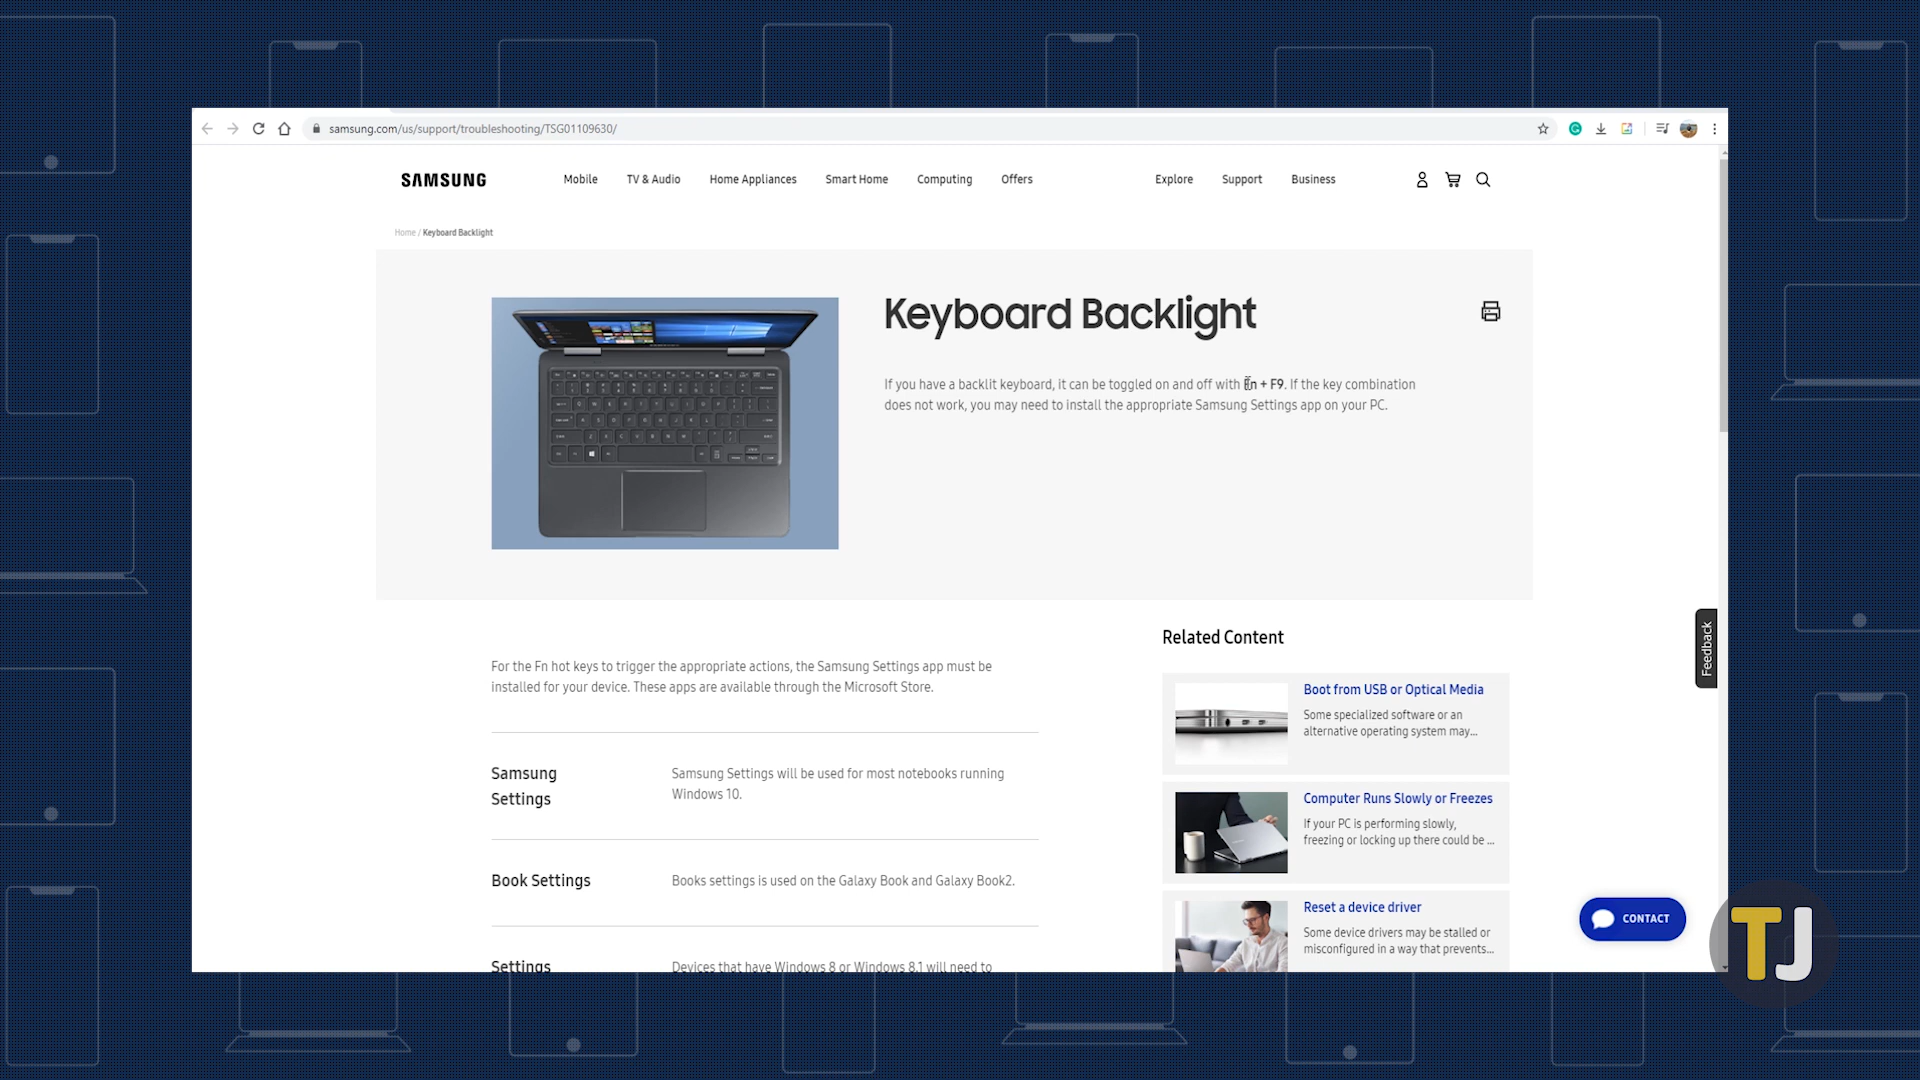 samsung.com/us/support/troubleshooting/TSG01109630/
SAMSUNG Mobile TV & Audio Home Appliances Smart Home Computing Offers Explore Support Business
Home / Keyboard Backlight
Keyboard Backlight
If you have a backlit keyboard, it can be toggled on and off with Fn + F9. If the key combination
does not work, you may need to install the appropriate Samsung Settings app on your PC.
For the Fn hot keys to trigger the appropriate actions, the Samsung Settings app must be
installed for your device. These apps are available through the Microsoft Store.
Samsung
Settings
Samsung Settings will be used for most notebooks running
Windows 10.
Book Settings
Books settings is used on the Galaxy Book and Galaxy Book2.
Settings
Devices that have Windows 8 or Windows 8.1 will need to
Related Content
Boot from USB or Optical Media
Some specialized software or an
alternative operating system may...
Computer Runs Slowly or Freezes
If your PC is performing slowly,
freezing or locking up there could be ...
Reset a device driver
Some device drivers may be stalled or
misconfigured in a way that prevents...
Feedback
CONTACT
TJ